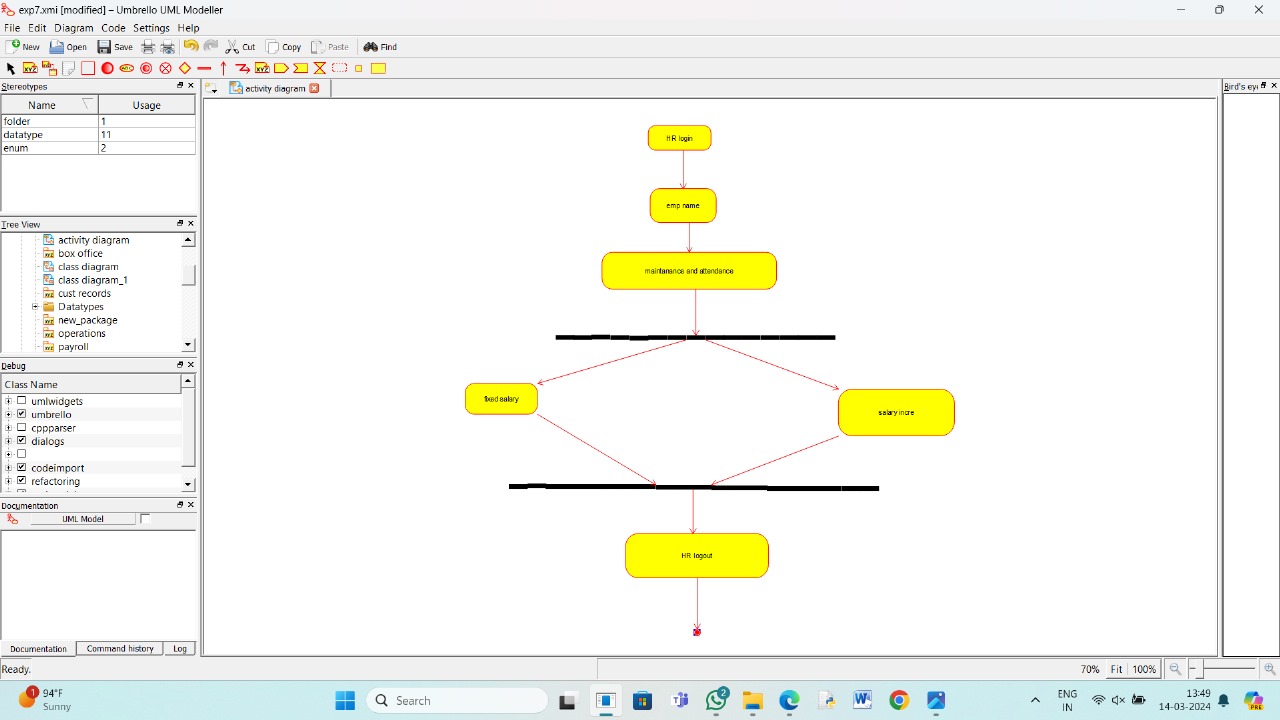 exp7.xmi [modified] – Umbrello UML Modeller
File Edit Diagram Code Settings Help
New Open Save Cut Copy Paste Find
Stereotypes
activity diagram
Bird's eye
Name Usage
folder 1
datatype 11
enum 2
Tree View
activity diagram
box office
class diagram
class diagram_1
cust records
Datatypes
new_package
operations
payroll
Debug
Class Name
umlwidgets
umbrello
cppparser
dialogs
codeimport
refactoring
Documentation
UML Model
Documentation Command history Log
HR login
emp name
maintanance and attendance
fixed salary
salary incre
HR logout
Ready.
70% Fit 100%
1
94°F
Sunny
Search
2
ENG
IN
13:49
14-03-2024
PRE